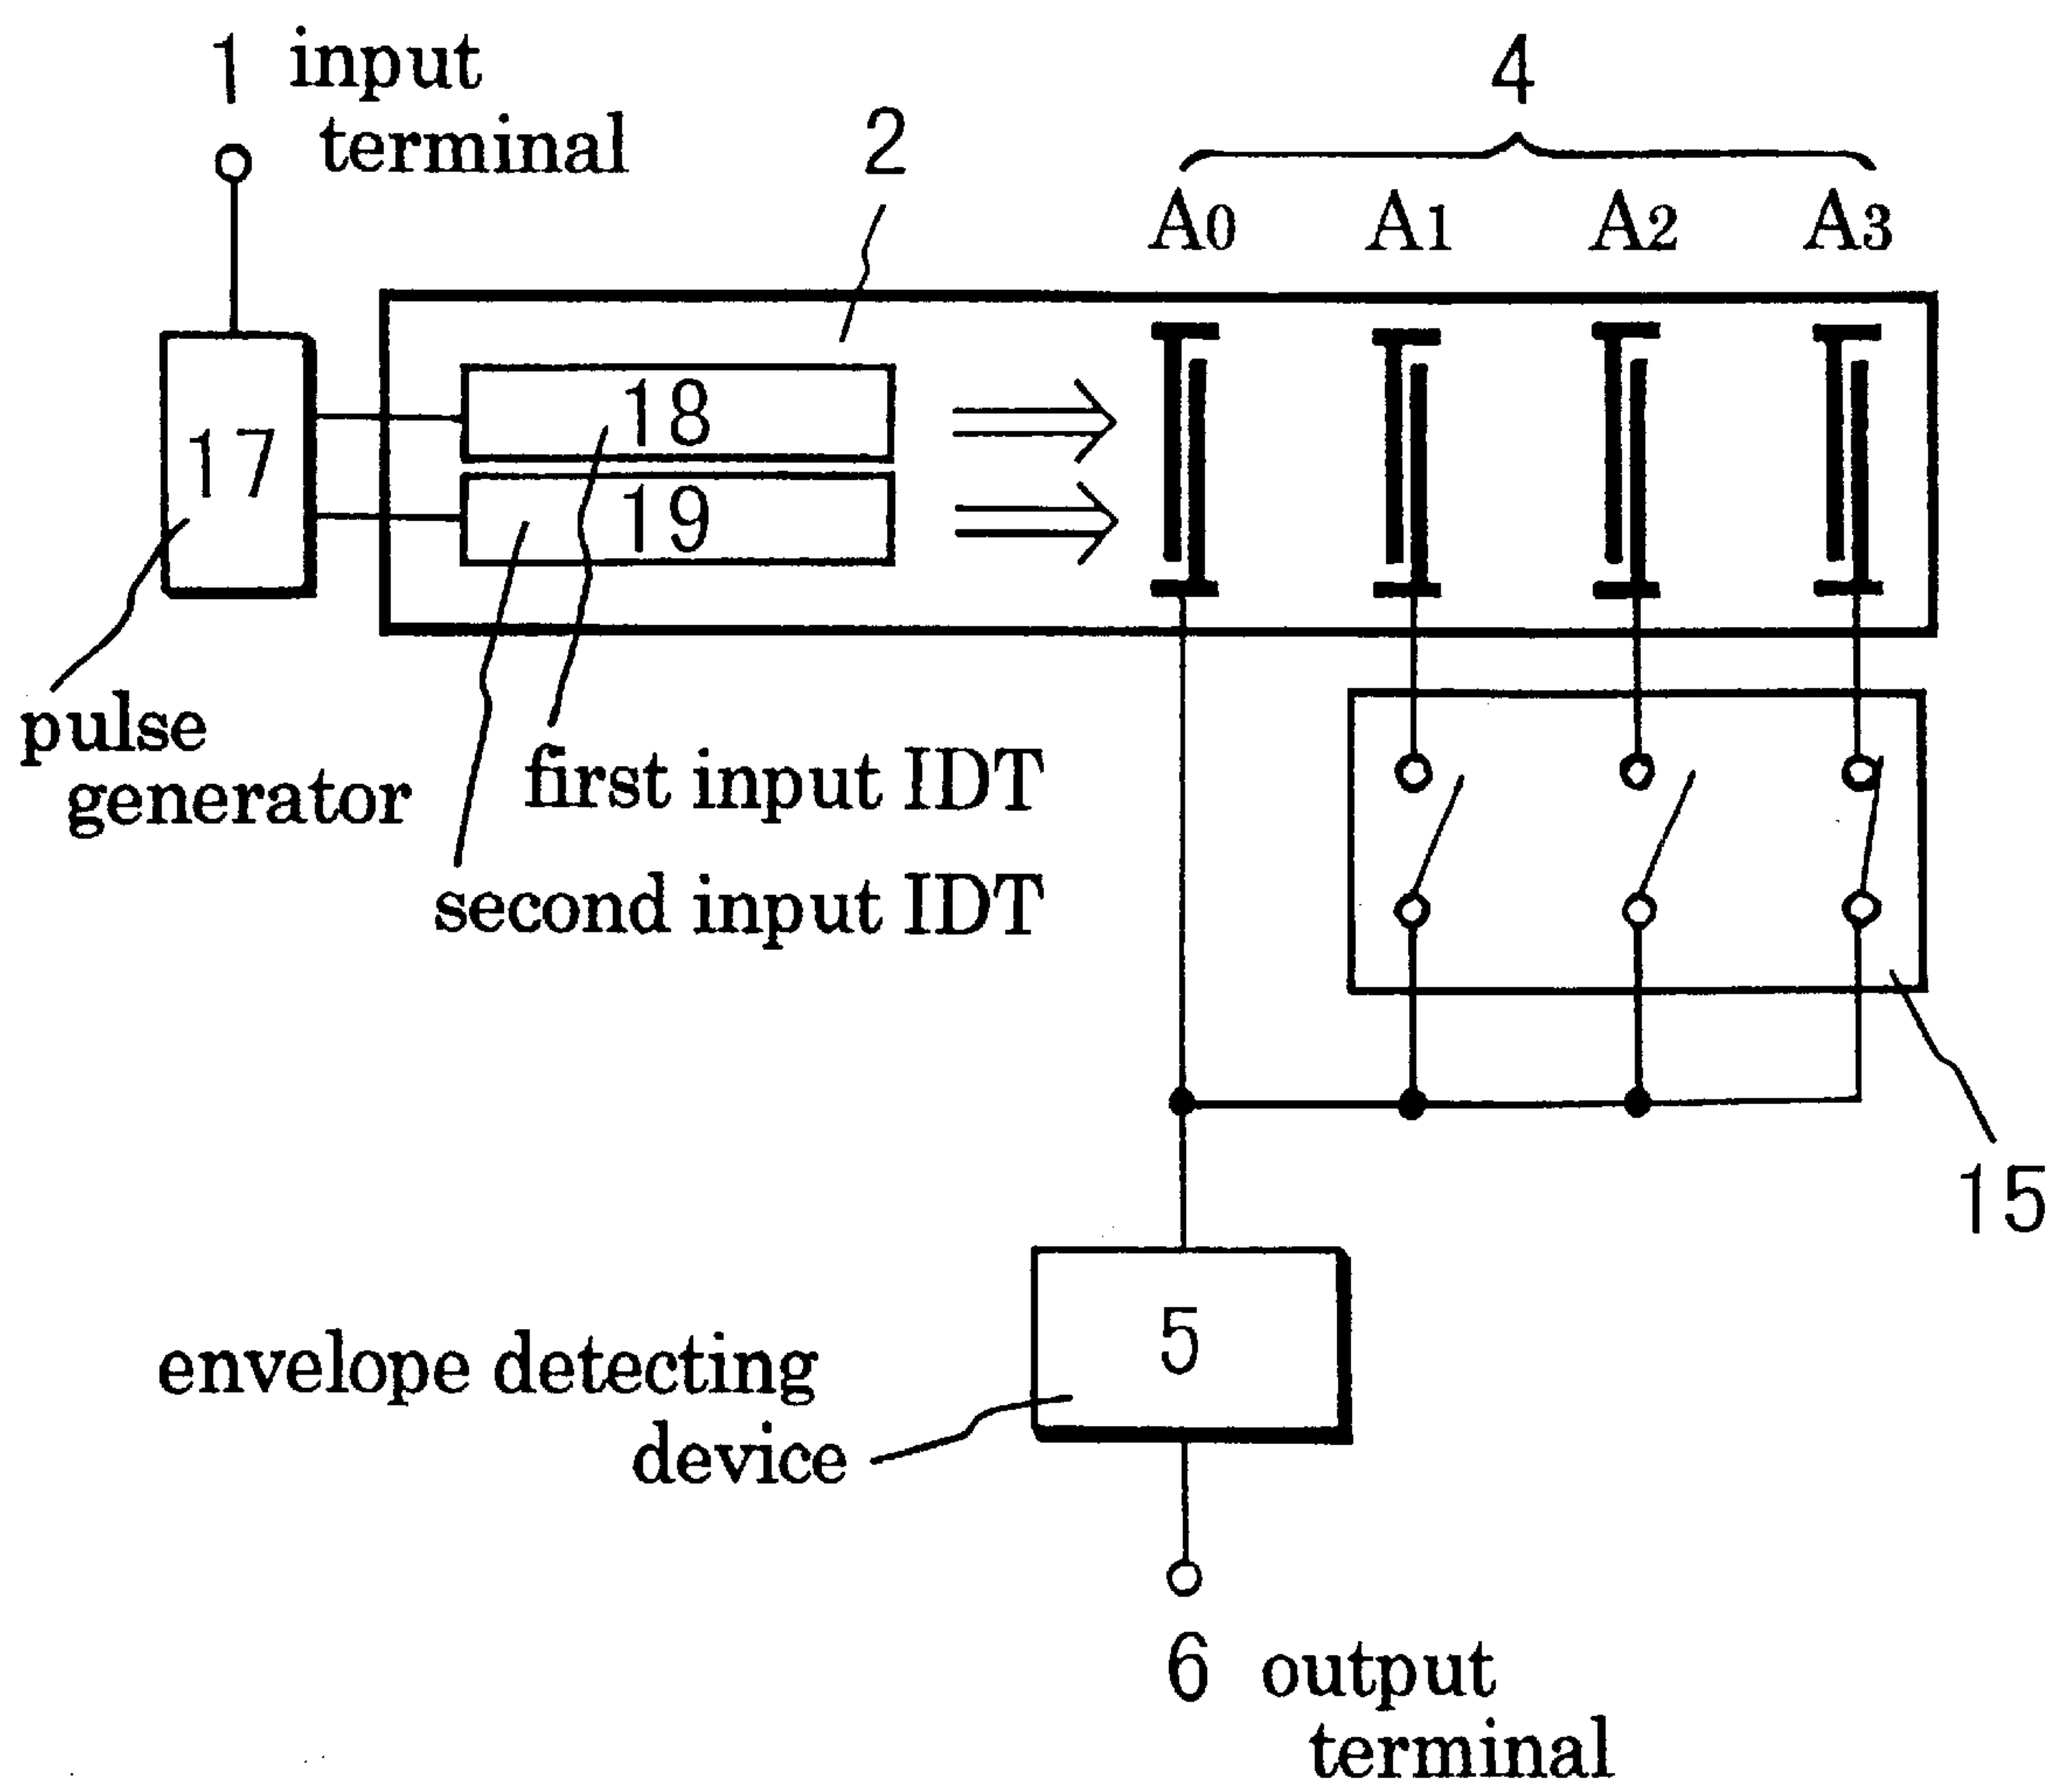 1 input
terminal
2
4
A0 A1 A2 A3
17
18
19
pulse
generator
first input IDT
second input IDT
15
5
envelope detecting
device
6 output
terminal